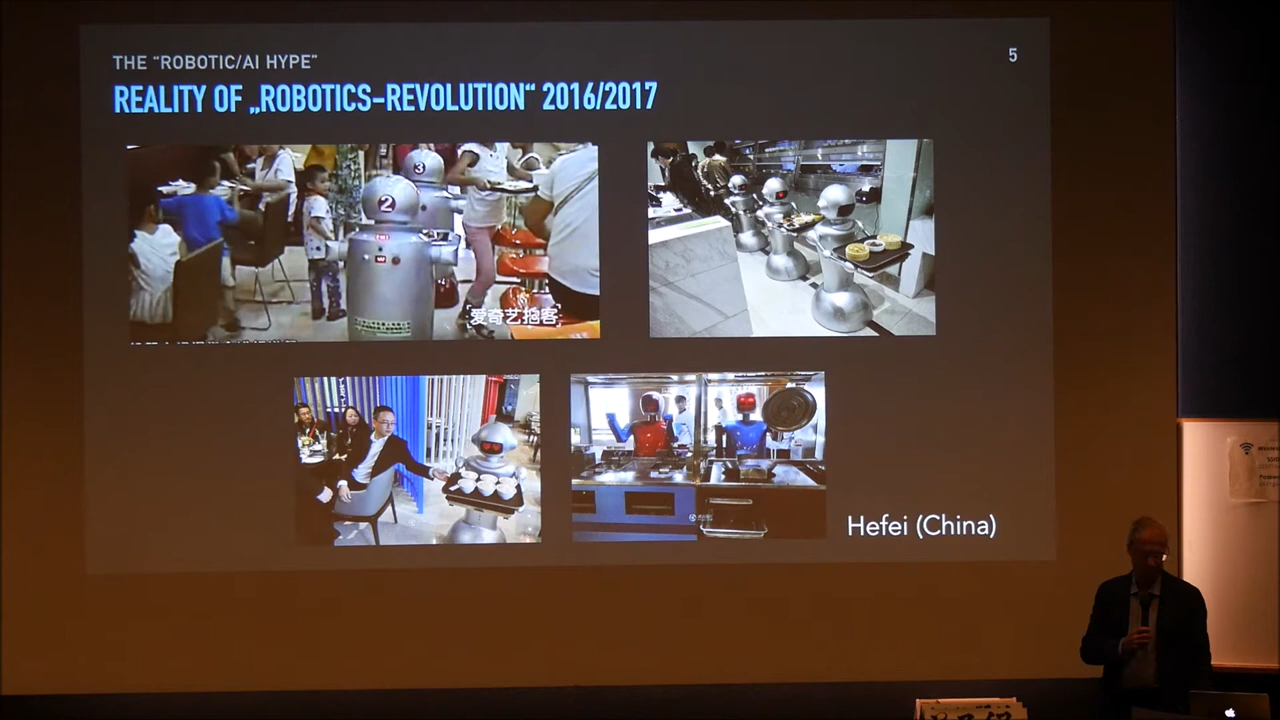 THE "ROBOTIC/AI HYPE"
5
REALITY OF „ROBOTICS-REVOLUTION“ 2016/2017
3
2
爱奇艺拍客
Hefei (China)